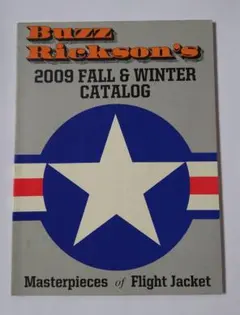 Buzz
Rickson's
2009 FALL & WINTER
CATALOG
Masterpieces of Flight Jacket